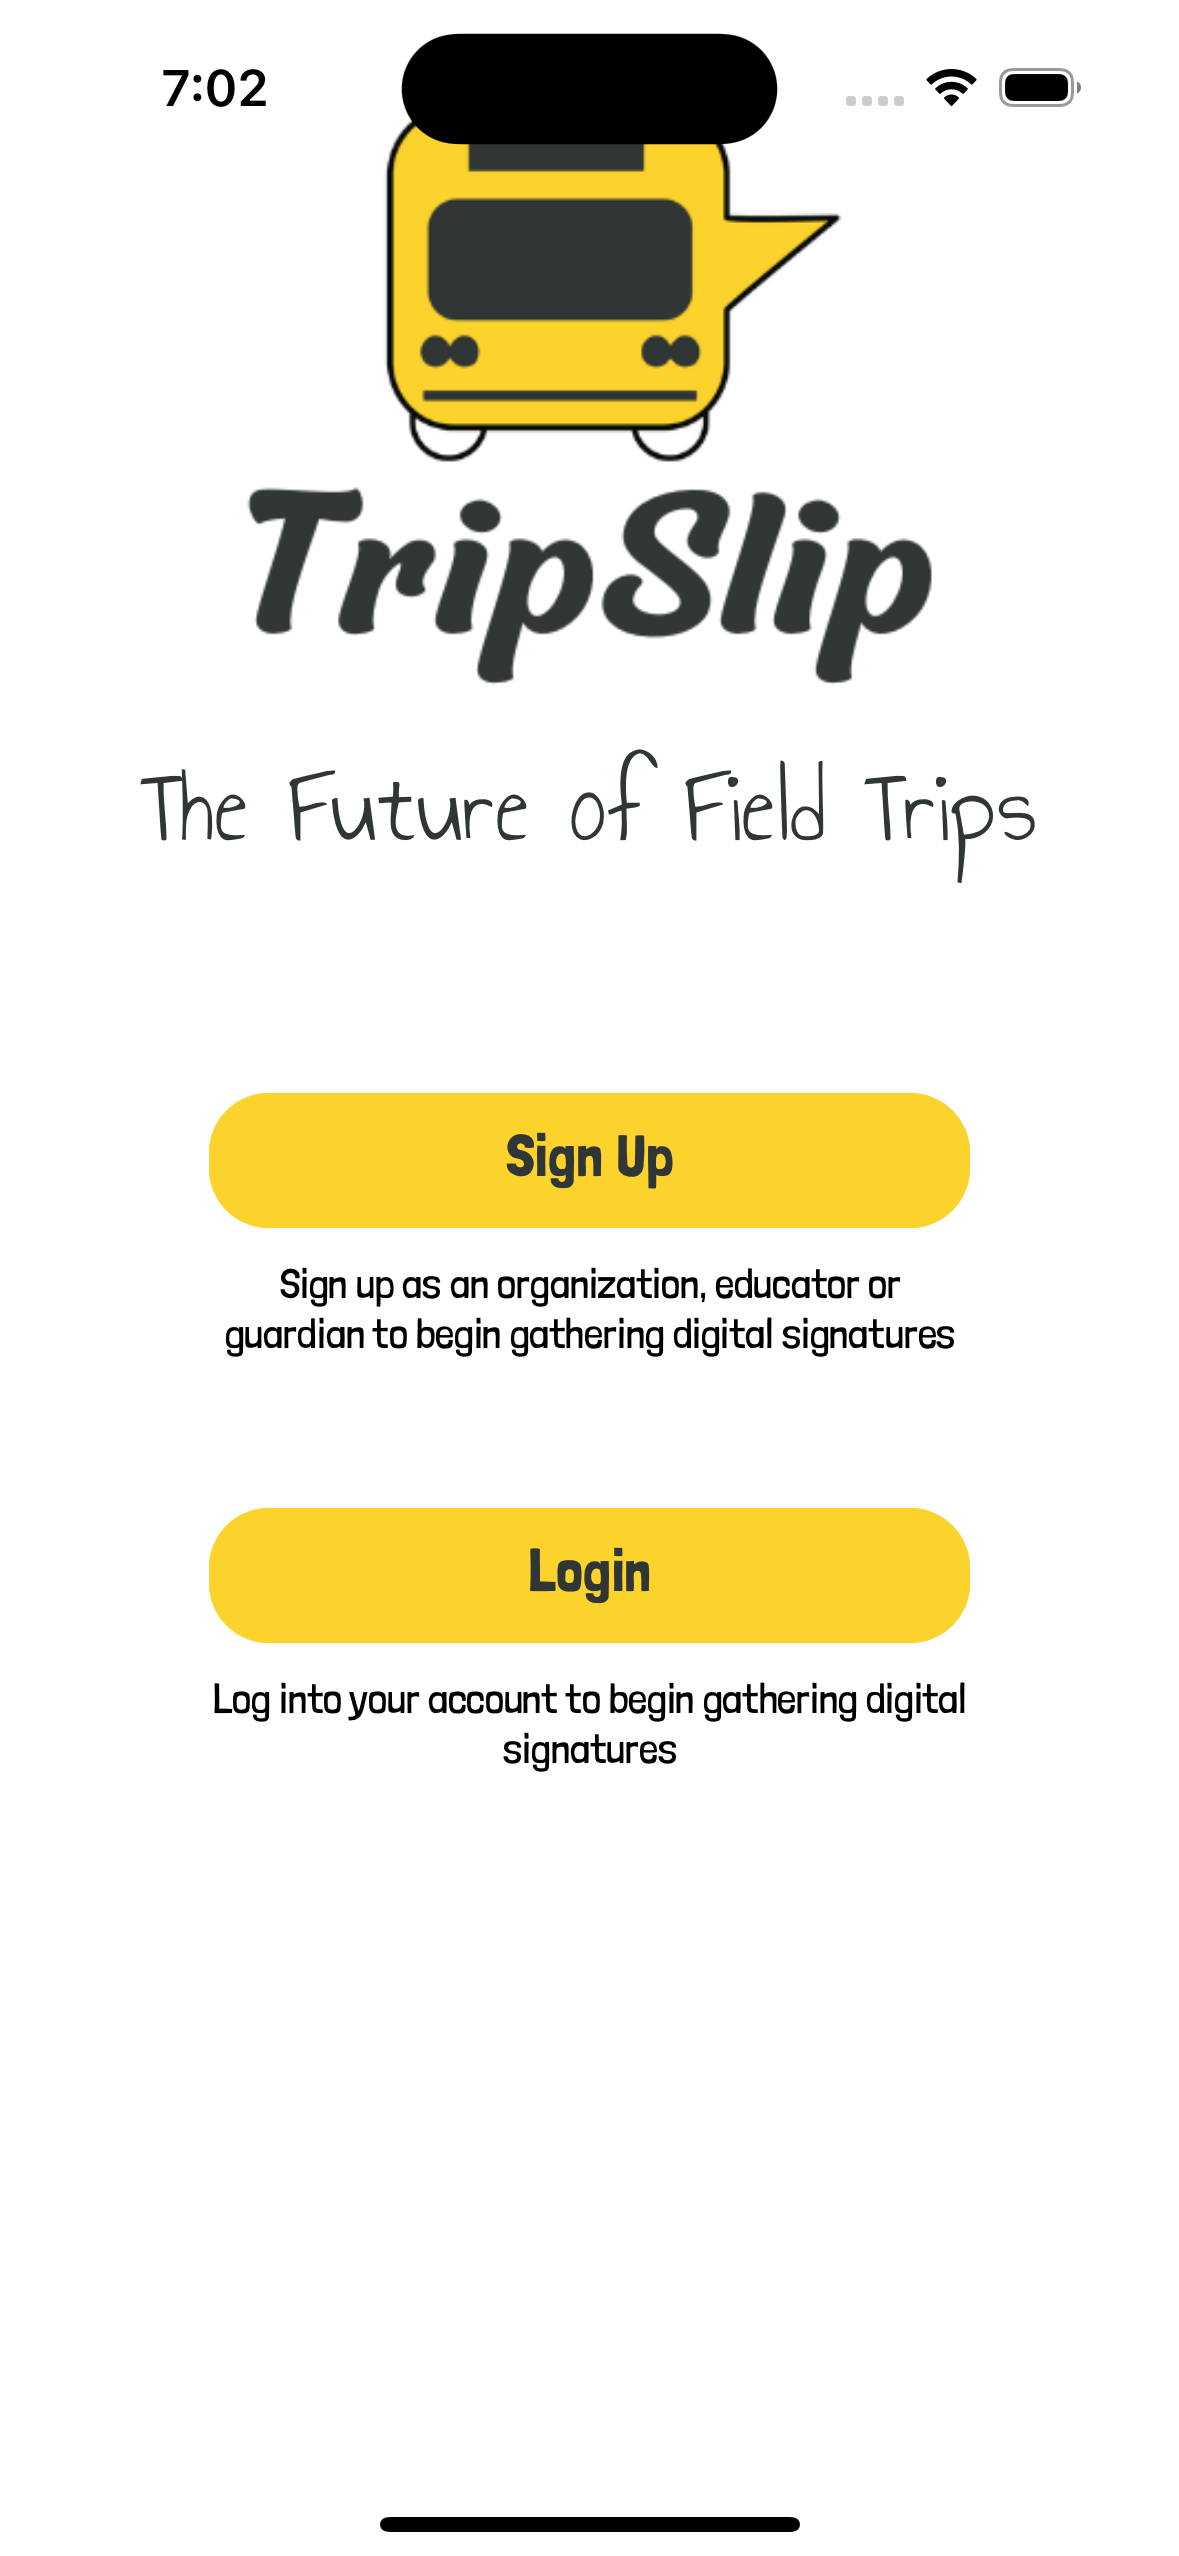 7:02
TripSlip
The Future of Field Trips
Sign Up
Sign up as an organization, educator or
guardian to begin gathering digital signatures
Login
Log into your account to begin gathering digital
signatures